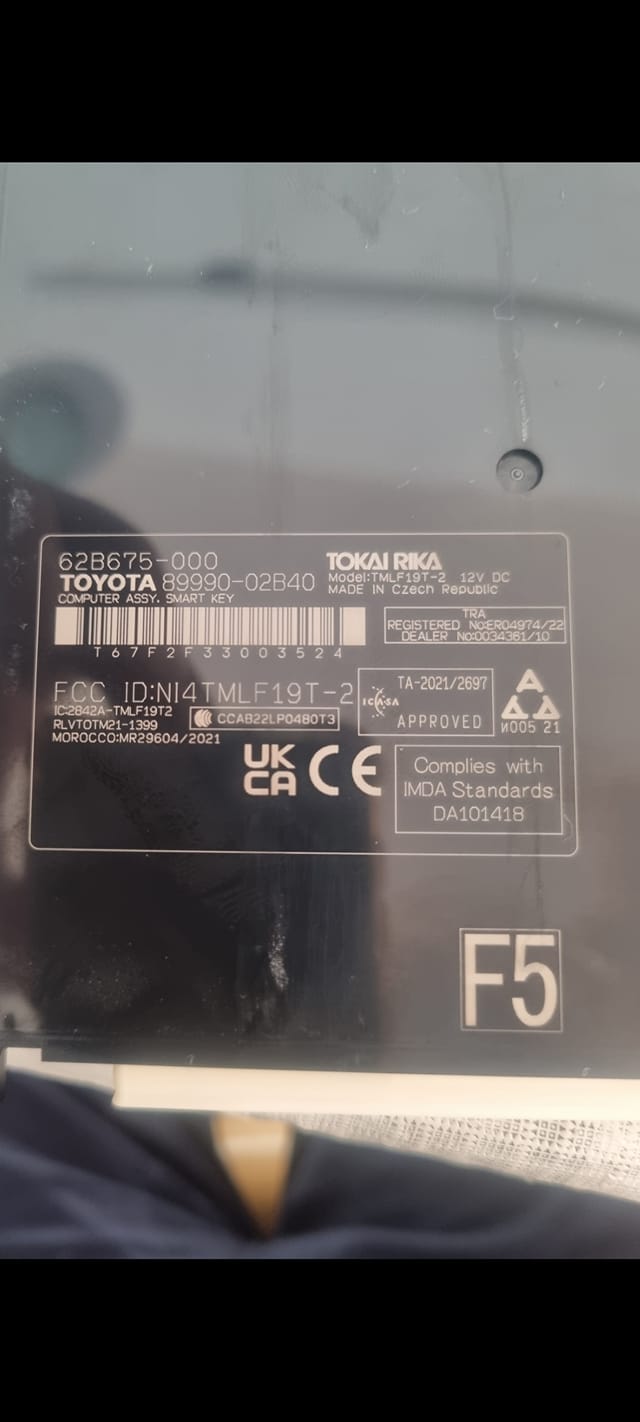 62B675-000
TOYOTA 89990-02B40
COMPUTER ASSY. SMART KEY
TOKAI RIKA
Model:TMLF19T-2 12V DC
MADE IN Czech Republic
T67F2F33003524
TRA
REGISTERED No:ER04974/22
DEALER No:0034361/10
FCC ID:NI4TMLF19T-2
IC:2842A-TMLF19T2
RLVTOTM21-1399
CCAB22LP0480T3
MOROCCO:MR29604/2021
TA-2021/2697
ICASA
APPROVED
И005 21
UK
CA
CE
Complies with
IMDA Standards
DA101418
F5